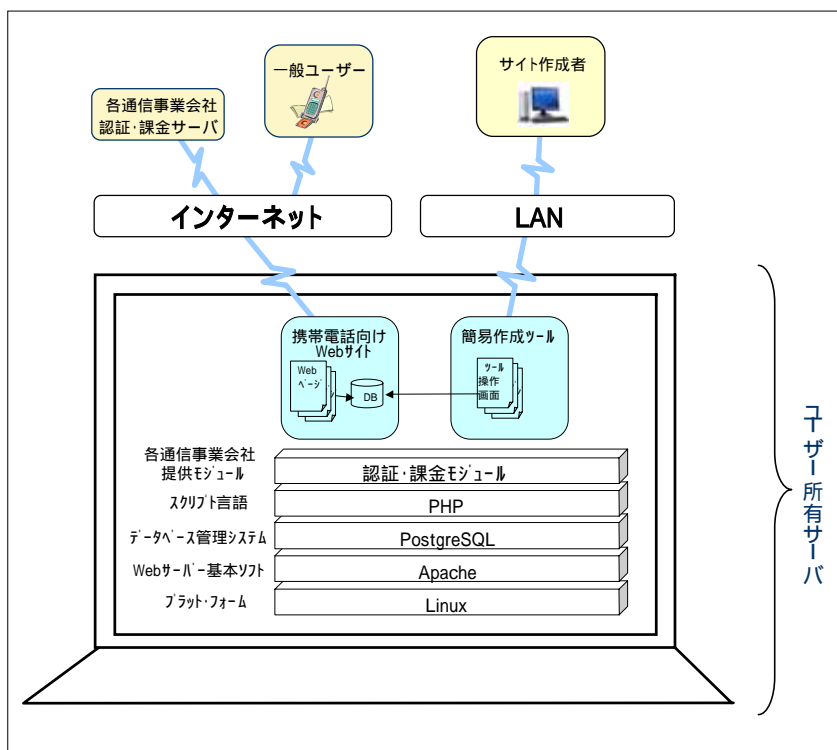 一般ユーザー
サイト作成者
各通信事業会社
認証・課金サーバ
インターネット
LAN
携帯電話向け
Webサイト
Web
ページ
DB
簡易作成ツール
ツール
操作
画面
各通信事業会社
提供モジュール
認証・課金モジュール
スクリプト言語
PHP
データベース管理システム
PostgreSQL
Webサーバー基本ソフト
Apache
プラット・フォーム
Linux
ユーザー所有サーバ